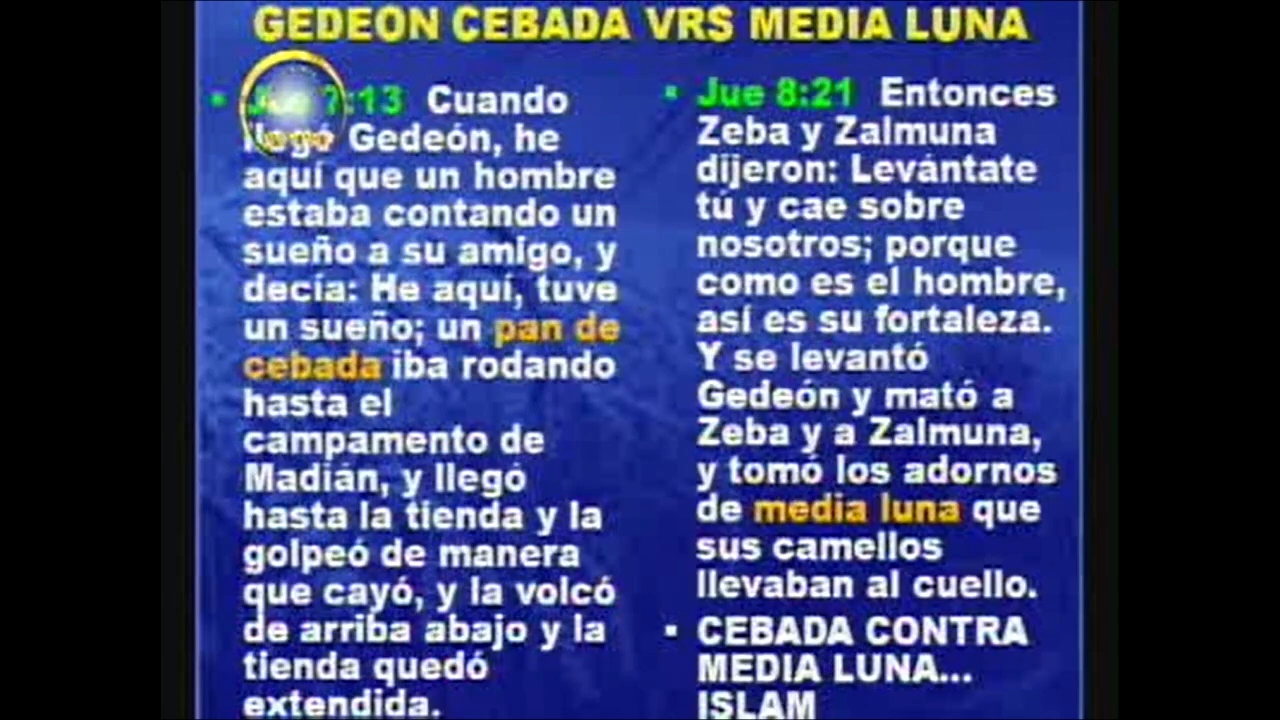 GEDEON CEBADA VRS MEDIA LUNA
Jue 7:13 Cuando
llegó Gedeón, he
aquí que un hombre
estaba contando un
sueño a su amigo, y
decía: He aquí, tuve
un sueño; un pan de
cebada iba rodando
hasta el
campamento de
Madián, y llegó
hasta la tienda y la
golpeó de manera
que cayó, y la volcó
de arriba abajo y la
tienda quedó
extendida.
Jue 8:21 Entonces
Zeba y Zalmuna
dijeron: Levántate
tú y cae sobre
nosotros; porque
como es el hombre,
así es su fortaleza.
Y se levantó
Gedeón y mató a
Zeba y a Zalmuna,
y tomó los adornos
de media luna que
sus camellos
llevaban al cuello.
CEBADA CONTRA
MEDIA LUNA...
ISLAM